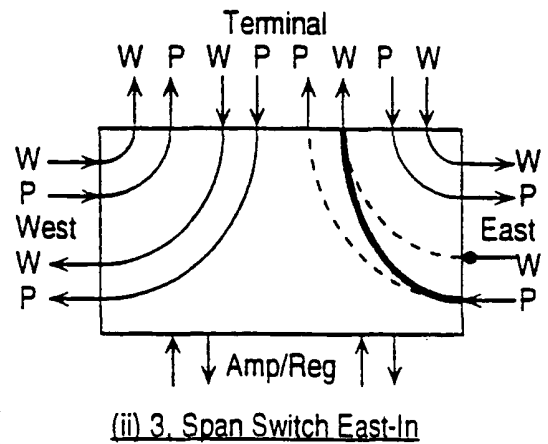 Terminal
W P W P P W P W
W W
P P
West East
W W
P P
Amp/Reg
(ii) 3. Span Switch East-In